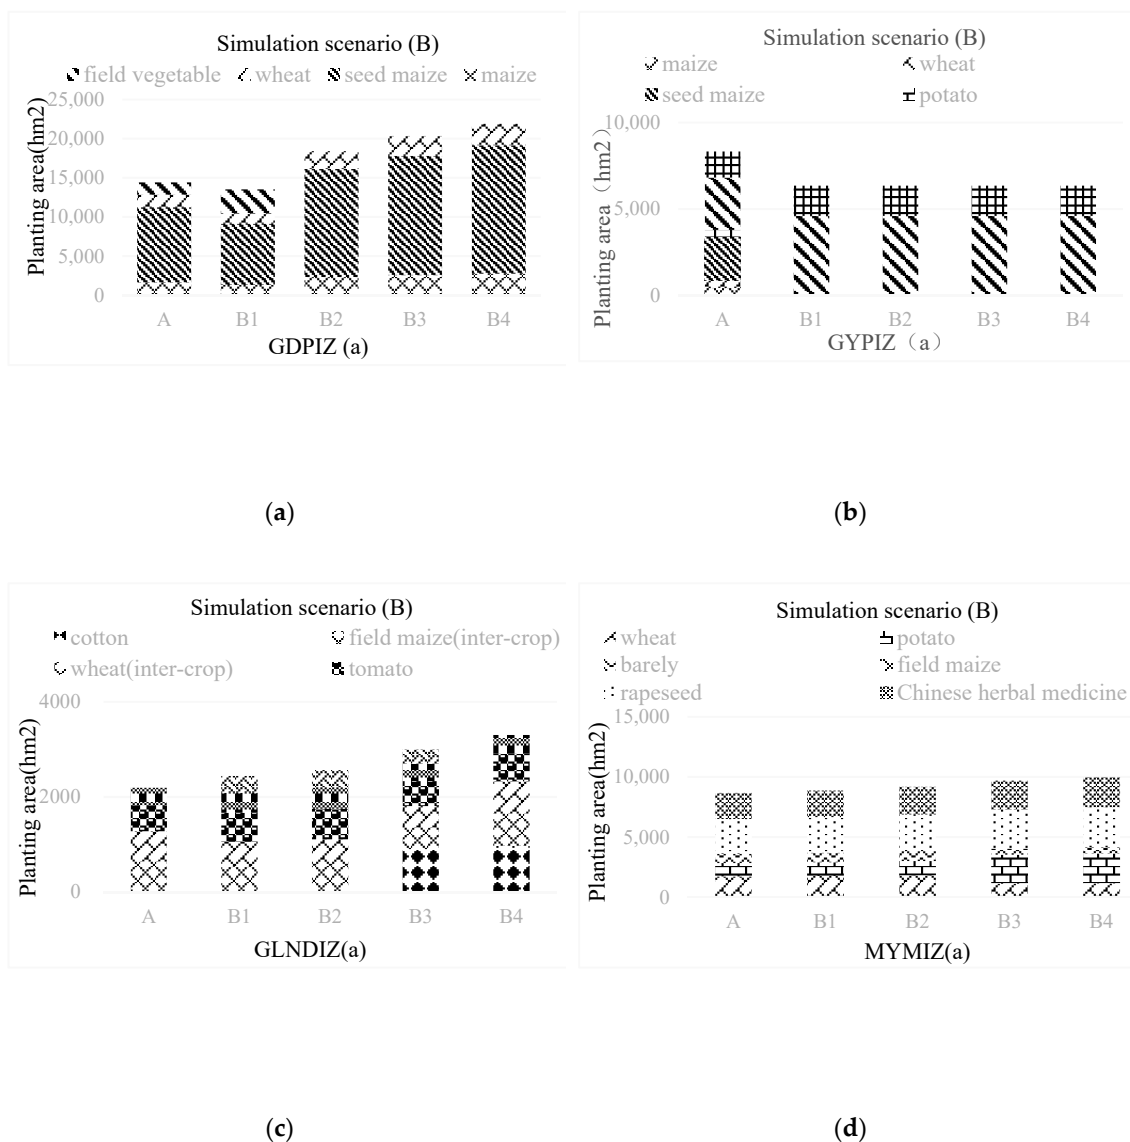 Simulation scenario (B)
field vegetable wheat seed maize maize
25,000
20,000
15,000
10,000
5,000
0
Planting area(hm2)
A B1 B2 B3 B4
GDPIZ (a)
(a)
Simulation scenario (B)
maize wheat
seed maize potato
10,000
5,000
0
Planting area（hm2）
A B1 B2 B3 B4
GYPIZ（a）
(b)
Simulation scenario (B)
cotton field maize(inter-crop)
wheat(inter-crop) tomato
4000
2000
0
Planting area(hm2)
A B1 B2 B3 B4
GLNDIZ(a)
(c)
Simulation scenario (B)
wheat potato
barely field maize
rapeseed Chinese herbal medicine
15,000
10,000
5,000
0
Planting area(hm2)
A B1 B2 B3 B4
MYMIZ(a)
(d)